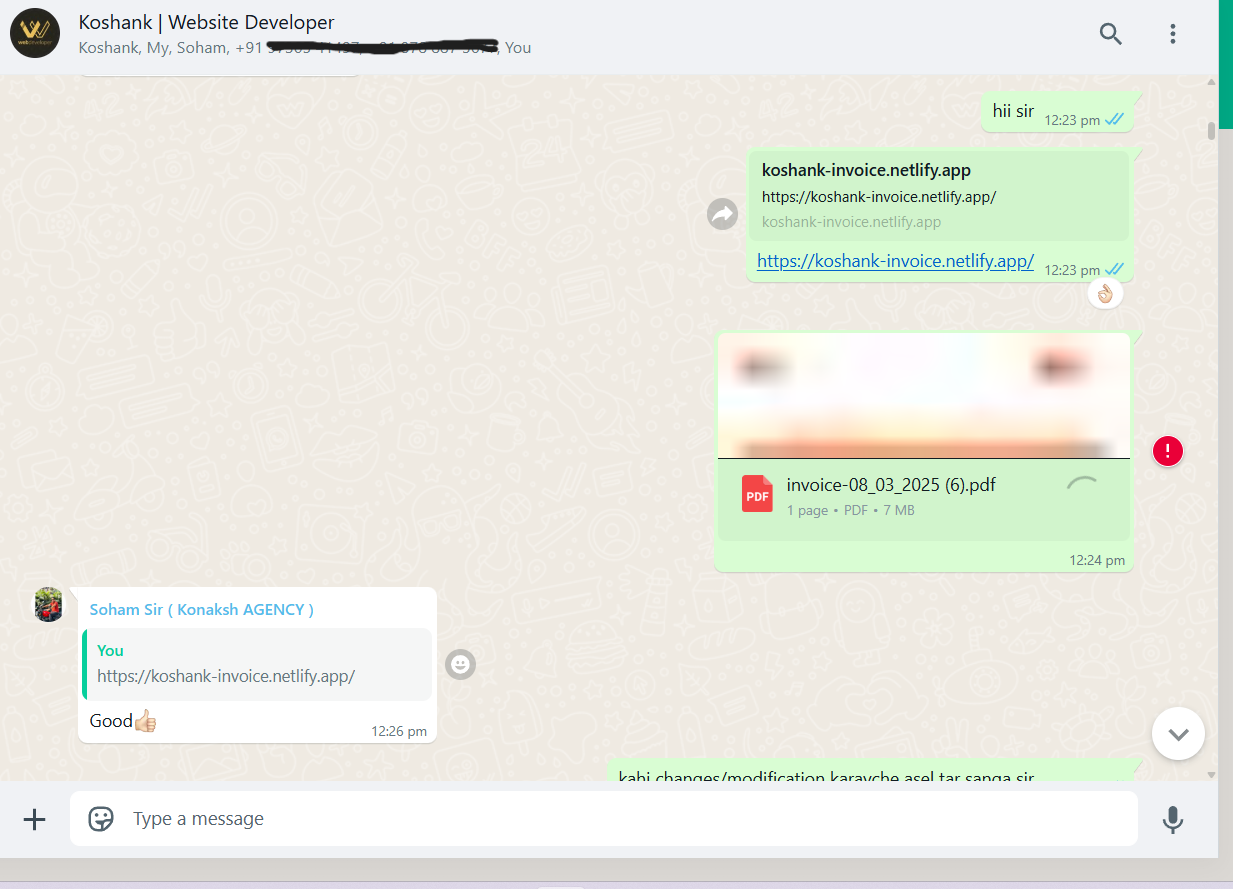 Koshank | Website Developer
Koshank, My, Soham, +91 , You
hii sir
12:23 pm
koshank-invoice.netlify.app
https://koshank-invoice.netlify.app/
koshank-invoice.netlify.app
https://koshank-invoice.netlify.app/
12:23 pm
PDF
invoice-08_03_2025 (6).pdf
1 page • PDF • 7 MB
12:24 pm
Soham Sir ( Konaksh AGENCY )
You
https://koshank-invoice.netlify.app/
Good👍🏻
12:26 pm
kahi changes/modification karayche asel tar sanga sir
Type a message